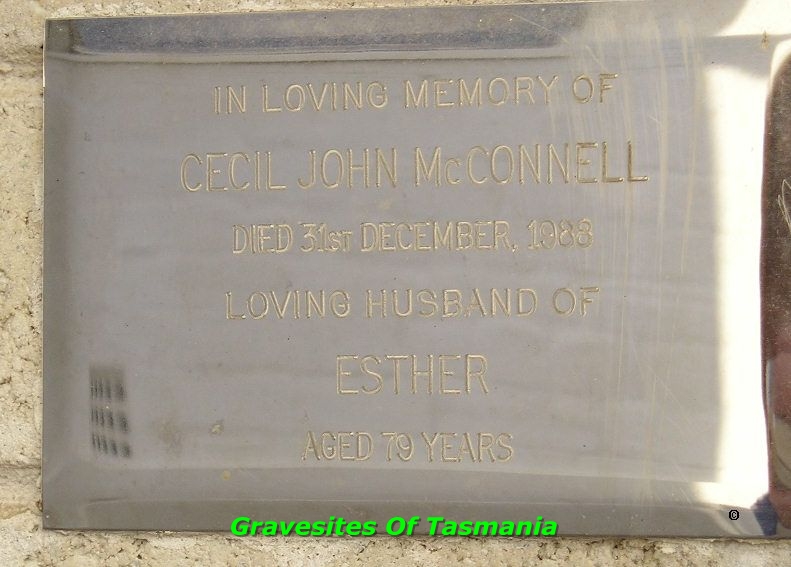 IN LOVING MEMORY OF
CECIL JOHN McCONNELL
DIED 31ST DECEMBER, 1988
LOVING HUSBAND OF
ESTHER
AGED 79 YEARS
©
Gravesites Of Tasmania